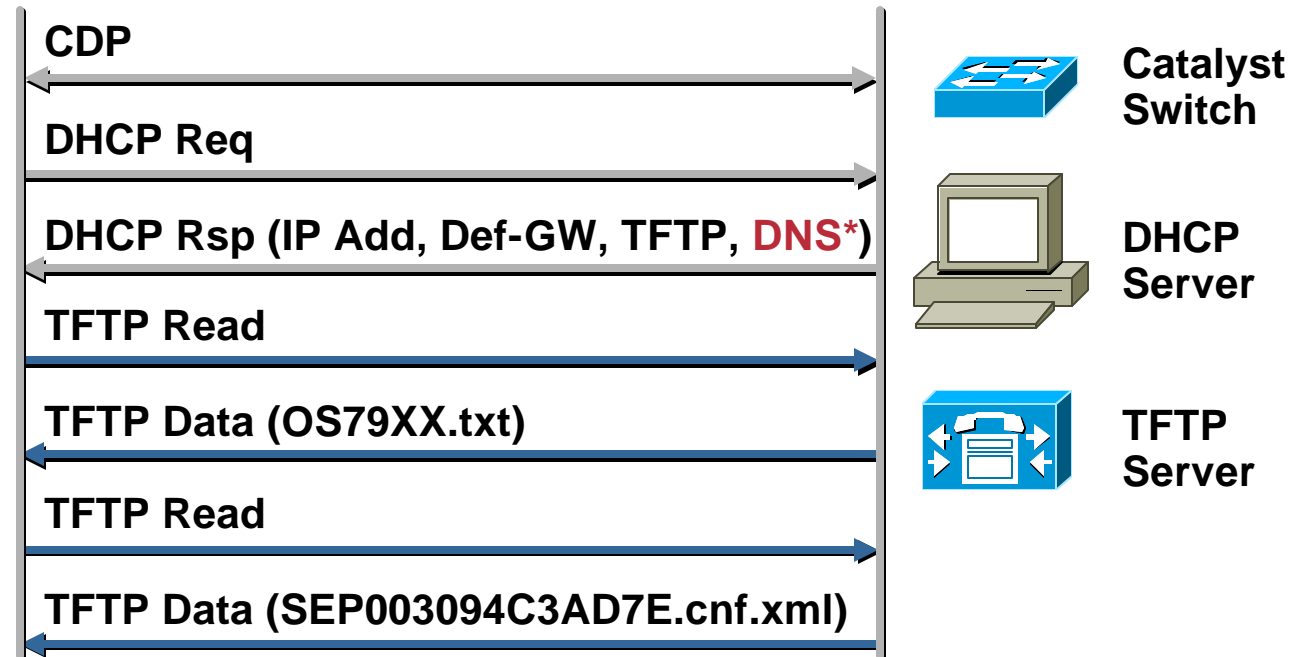 CDP
Catalyst
Switch
DHCP Req
DHCP Rsp (IP Add, Def-GW, TFTP, DNS*)
DHCP
Server
TFTP Read
TFTP Data (OS79XX.txt)
TFTP
Server
TFTP Read
TFTP Data (SEP003094C3AD7E.cnf.xml)